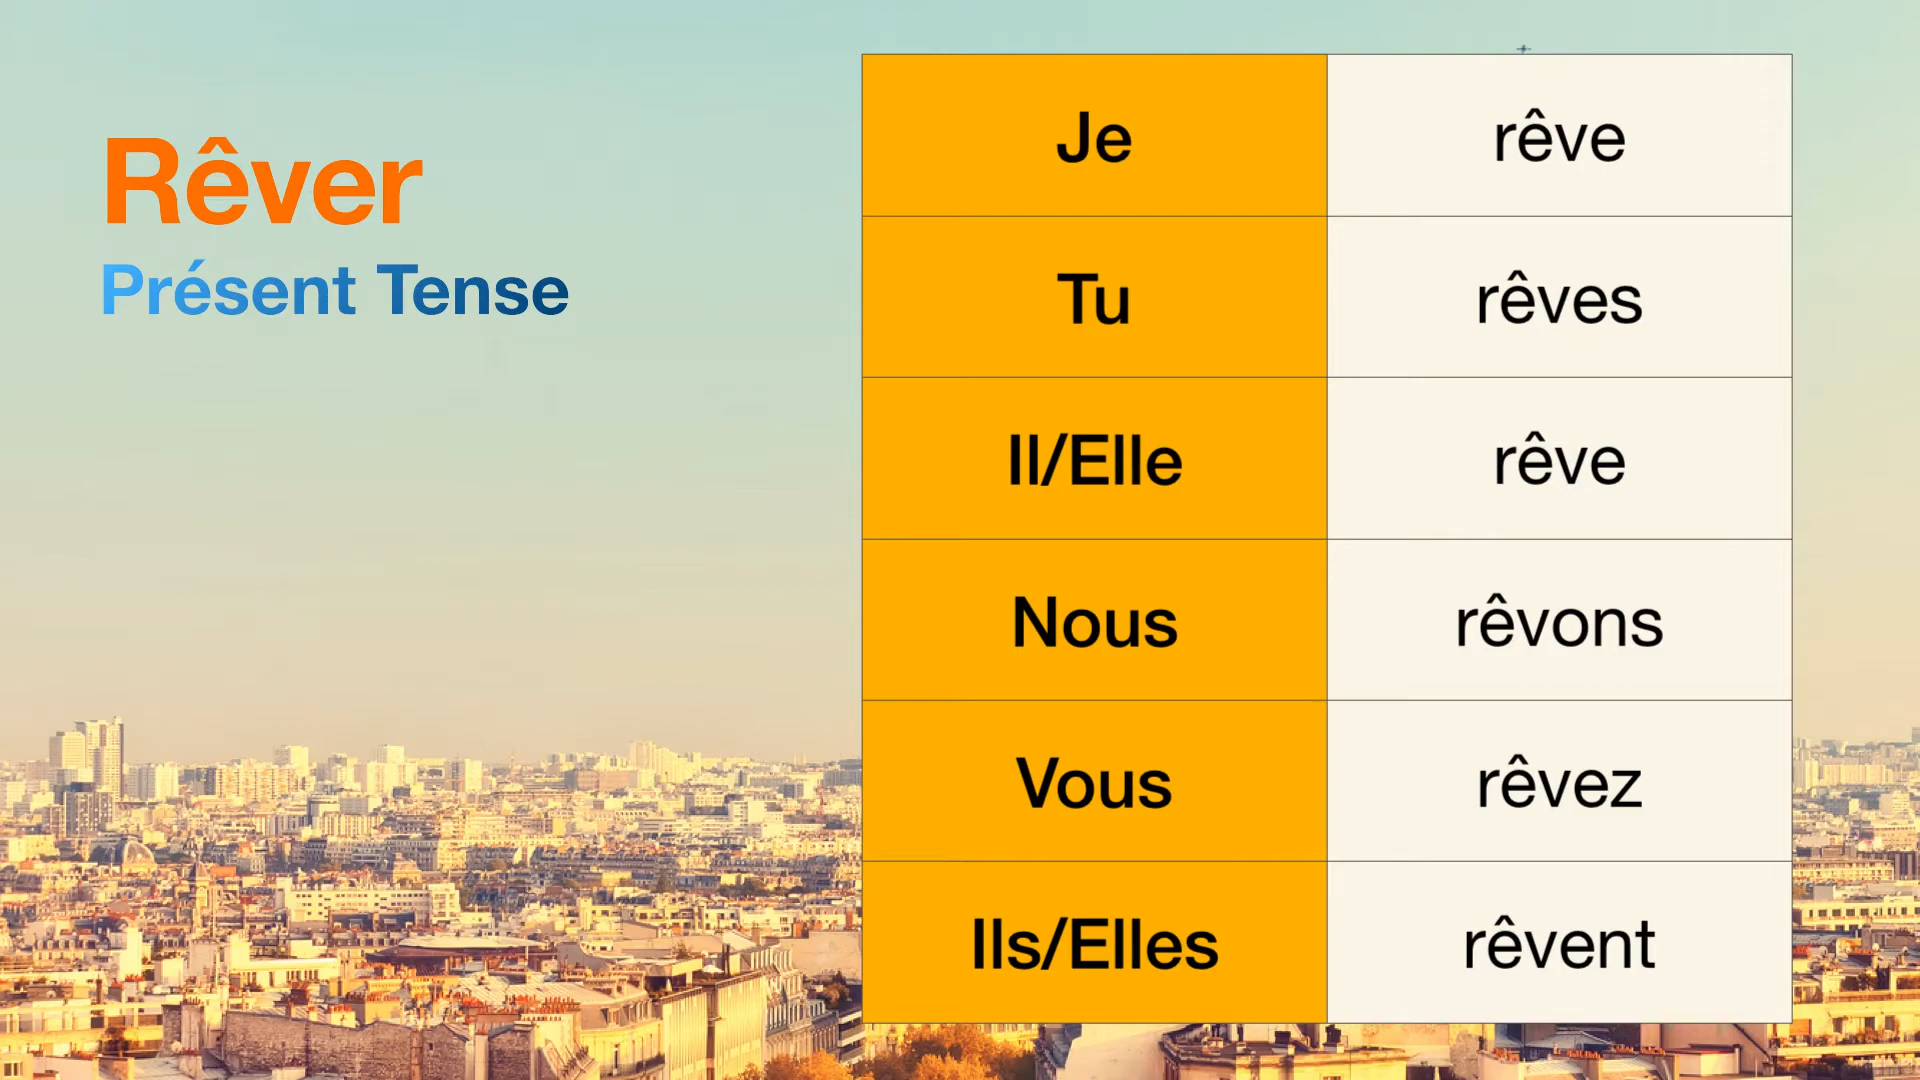 Rêver
Présent Tense
Je rêve
Tu rêves
Il/Elle rêve
Nous rêvons
Vous rêvez
Ils/Elles rêvent